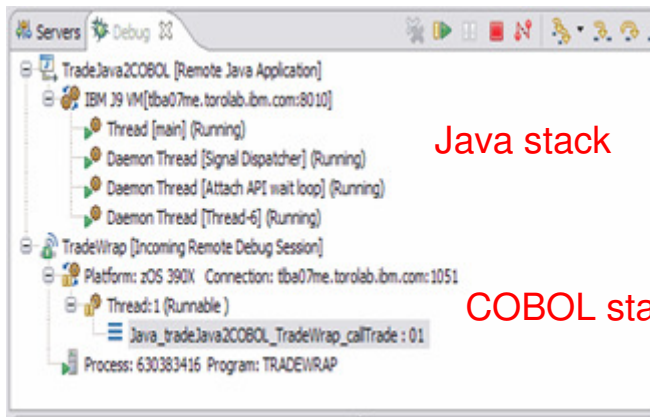 Servers Debug
TradeJava2COBOL [Remote Java Application]
IBM J9 VM[tlba07me.torolab.ibm.com:8010]
Thread [main] (Running)
Daemon Thread [Signal Dispatcher] (Running)
Daemon Thread [Attach API wait loop] (Running)
Daemon Thread [Thread-6] (Running)
Java stack
TradeWrap [Incoming Remote Debug Session]
Platform: zOS 390X Connection: tlba07me.torolab.ibm.com:1051
Thread:1 (Runnable )
COBOL sta
Java_tradeJava2COBOL_TradeWrap_callTrade : 01
Process: 630383416 Program: TRADEWRAP